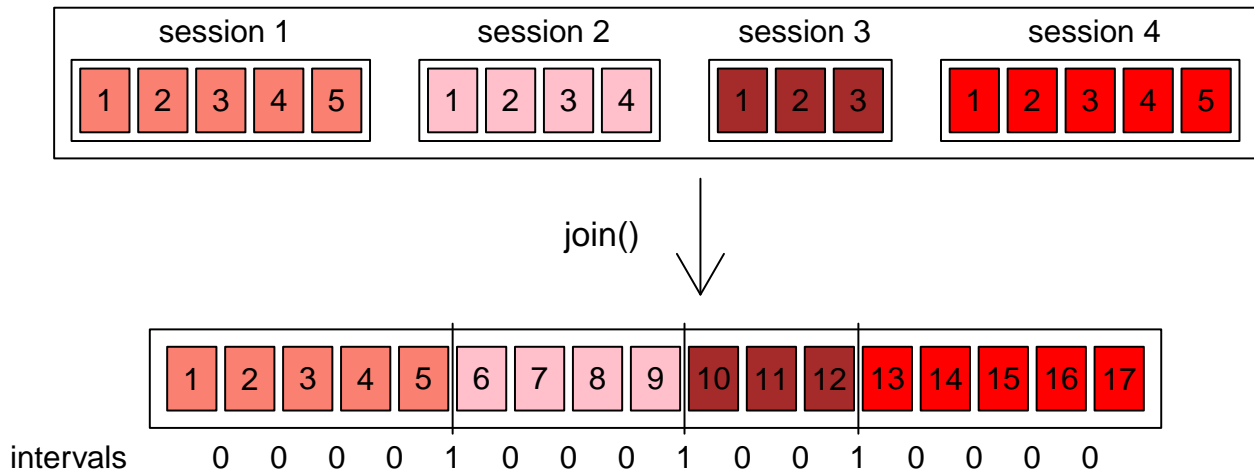 session 1 session 2 session 3 session 4
1 2 3 4 5 1 2 3 4 1 2 3 1 2 3 4 5
join()
1 2 3 4 5 6 7 8 9 10 11 12 13 14 15 16 17
intervals 0 0 0 0 1 0 0 0 1 0 0 1 0 0 0 0